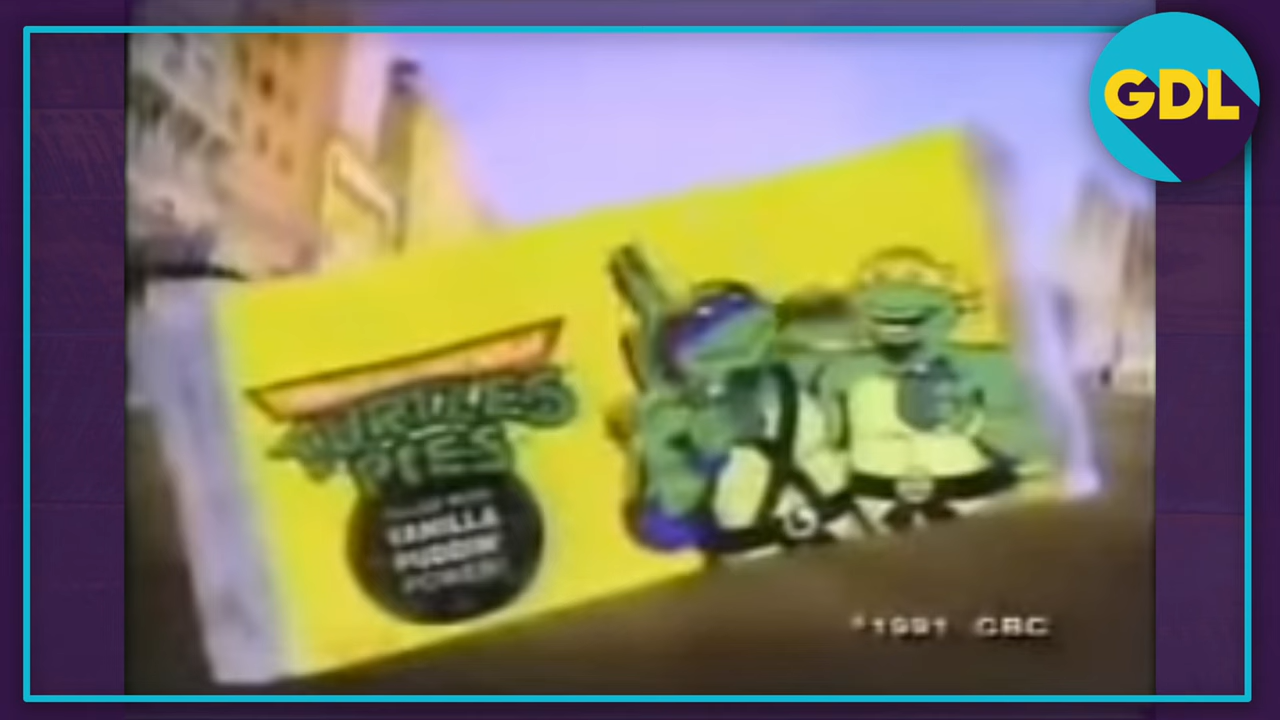 GDL
TURTLES
PIES
VANILLA
PUDDIN'
POWER!
©1991 CBC